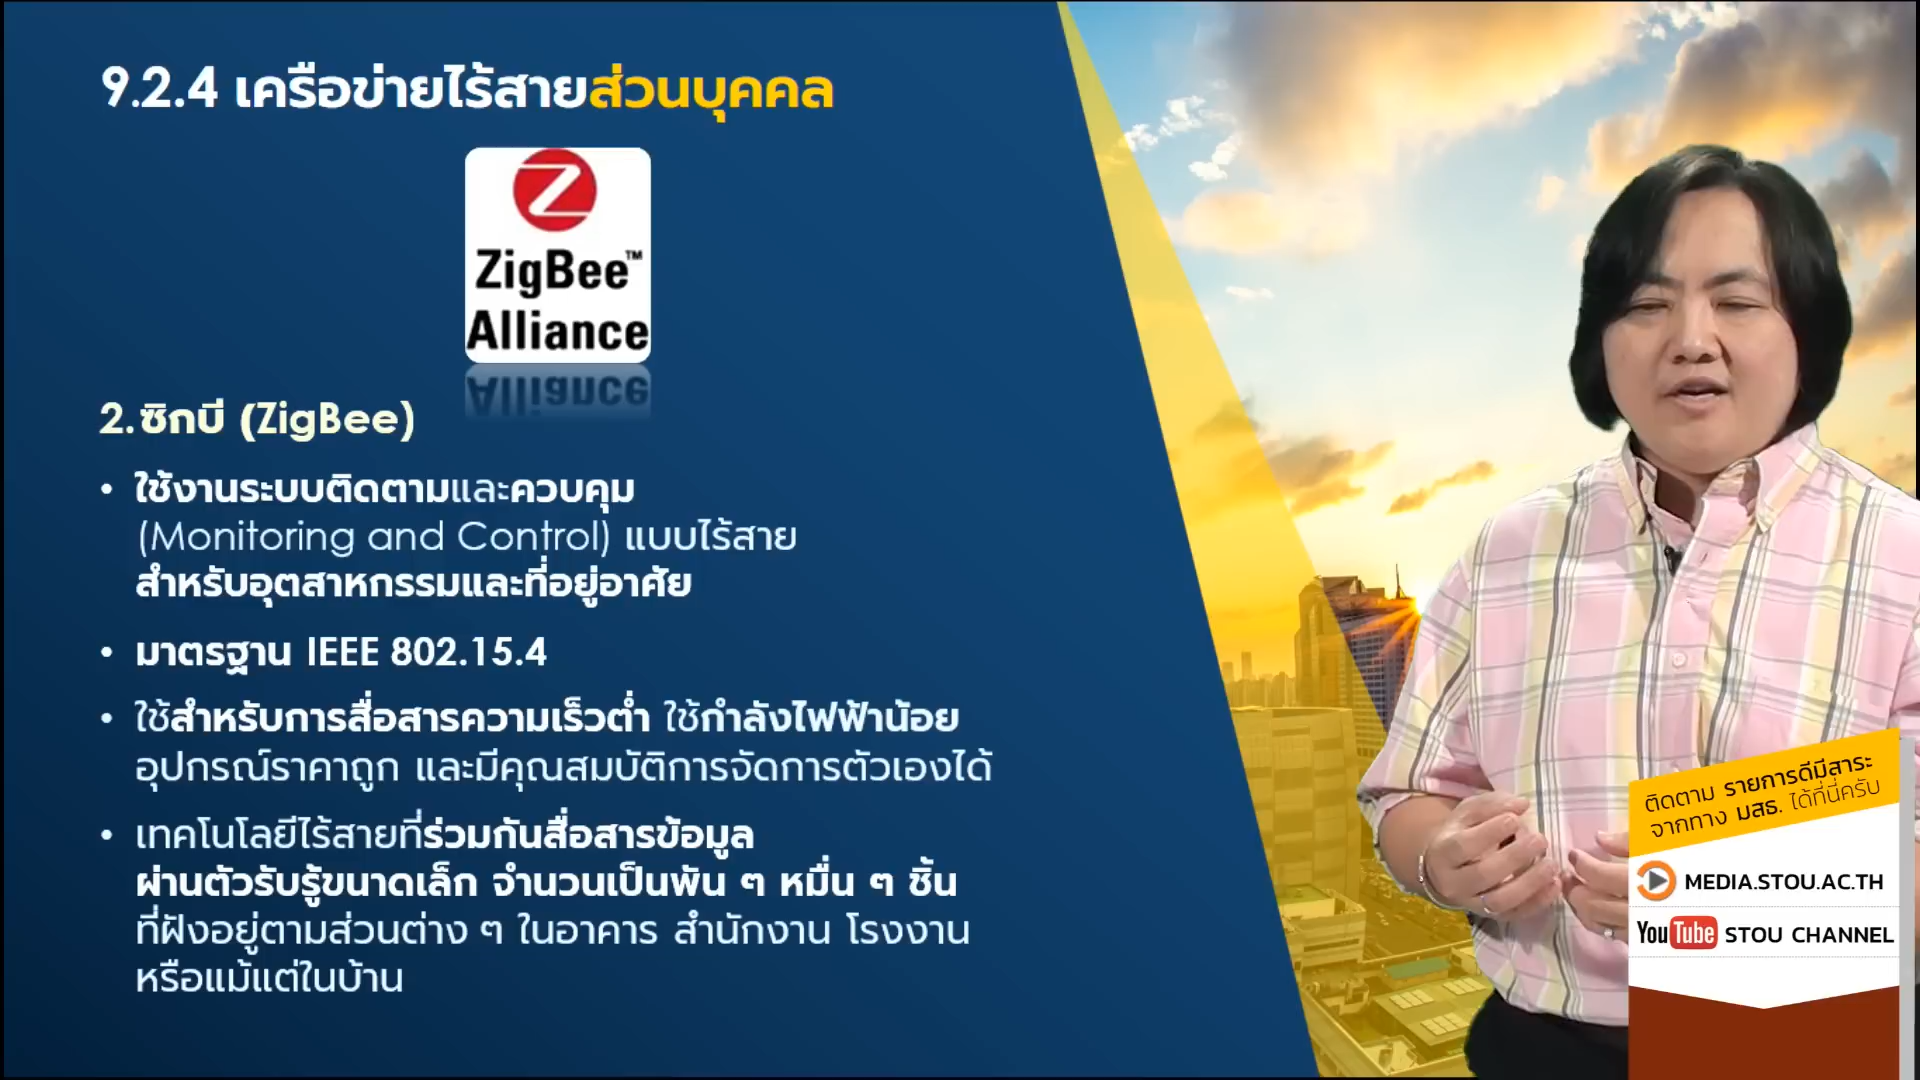 9.2.4 เครือข่ายไร้สายส่วนบุคคล
Z
ZigBee™
Alliance
2. ซิกบี (ZigBee)
• ใช้งานระบบติดตามและควบคุม
(Monitoring and Control) แบบไร้สาย
สำหรับอุตสาหกรรมและที่อยู่อาศัย
• มาตรฐาน IEEE 802.15.4
• ใช้สำหรับการสื่อสารความเร็วต่ำ ใช้กำลังไฟฟ้าน้อย
อุปกรณ์ราคาถูก และมีคุณสมบัติการจัดการตัวเองได้
• เทคโนโลยีไร้สายที่ร่วมกันสื่อสารข้อมูล
ผ่านตัวรับรู้ขนาดเล็ก จำนวนเป็นพัน ๆ หมื่น ๆ ชิ้น
ที่ฝังอยู่ตามส่วนต่าง ๆ ในอาคาร สำนักงาน โรงงาน
หรือแม้แต่ในบ้าน
ติดตาม รายการดีมีสาระ
จากทาง มสธ. ได้ที่นี่ครับ
MEDIA.STOU.AC.TH
YouTube STOU CHANNEL